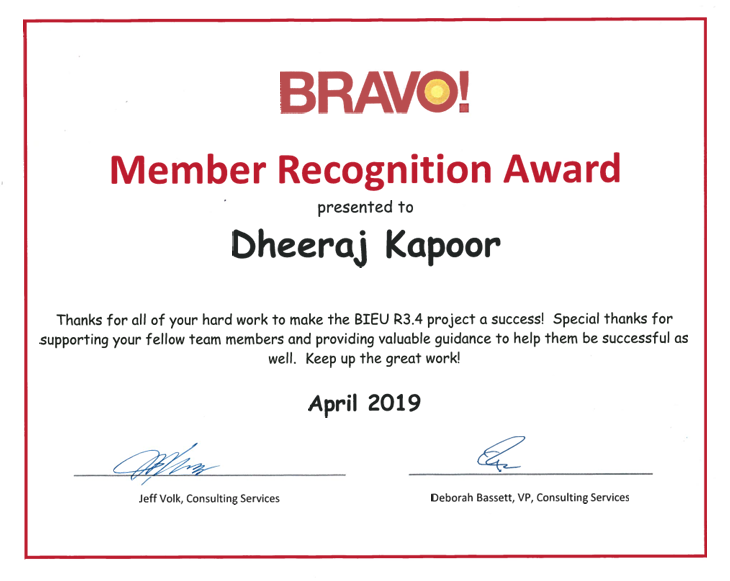 BRAVO!
Member Recognition Award
presented to
Dheeraj Kapoor
Thanks for all of your hard work to make the BIEU R3.4 project a success! Special thanks for
supporting your fellow team members and providing valuable guidance to help them be successful as
well. Keep up the great work!
April 2019
Jeff Volk, Consulting Services
Deborah Bassett, VP, Consulting Services